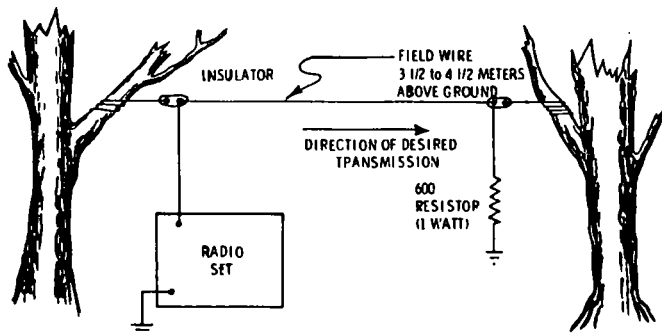 INSULATOR
FIELD WIRE
3 1/2 to 4 1/2 METERS
ABOVE GROUND
DIRECTION OF DESIRED
TPANSMISSION
600
RESISTOR
(1 WATT)
RADIO
SET